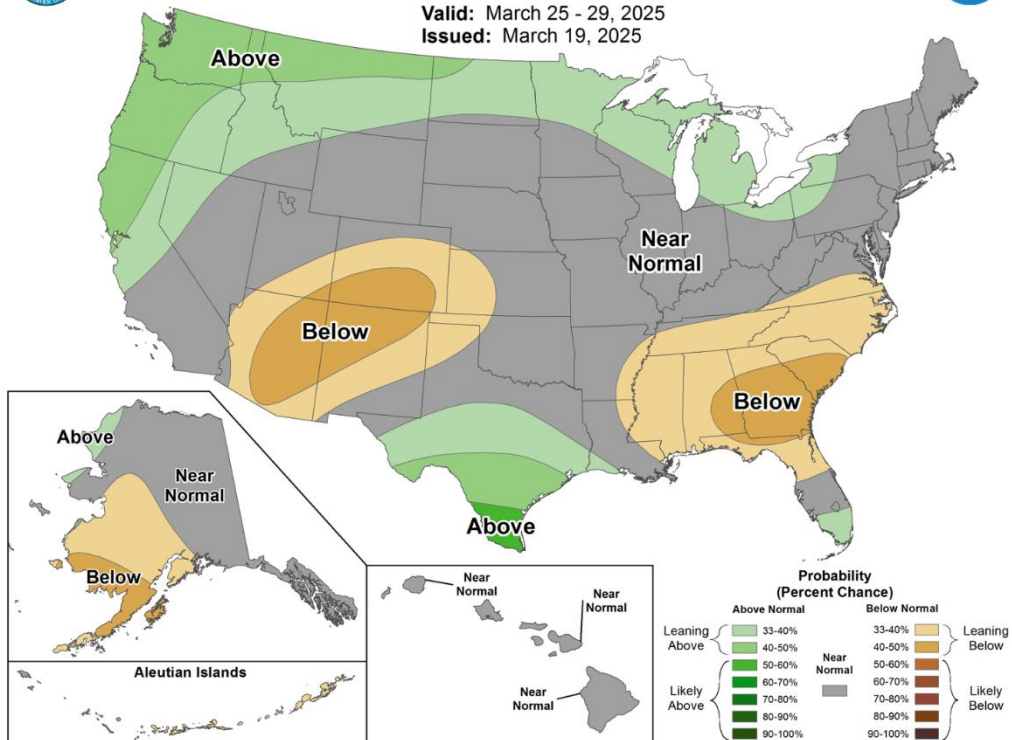 Valid: March 25 - 29, 2025
Issued: March 19, 2025
Above
Near
Normal
Below
Below
Above
Above
Near
Normal
Below
Aleutian Islands
Near
Normal
Near
Normal
Near
Normal
Probability
(Percent Chance)
Above Normal
Below Normal
Leaning
Above
33-40%
40-50%
50-60%
60-70%
70-80%
80-90%
90-100%
Likely
Above
Near
Normal
33-40%
40-50%
50-60%
60-70%
70-80%
80-90%
90-100%
Leaning
Below
Likely
Below